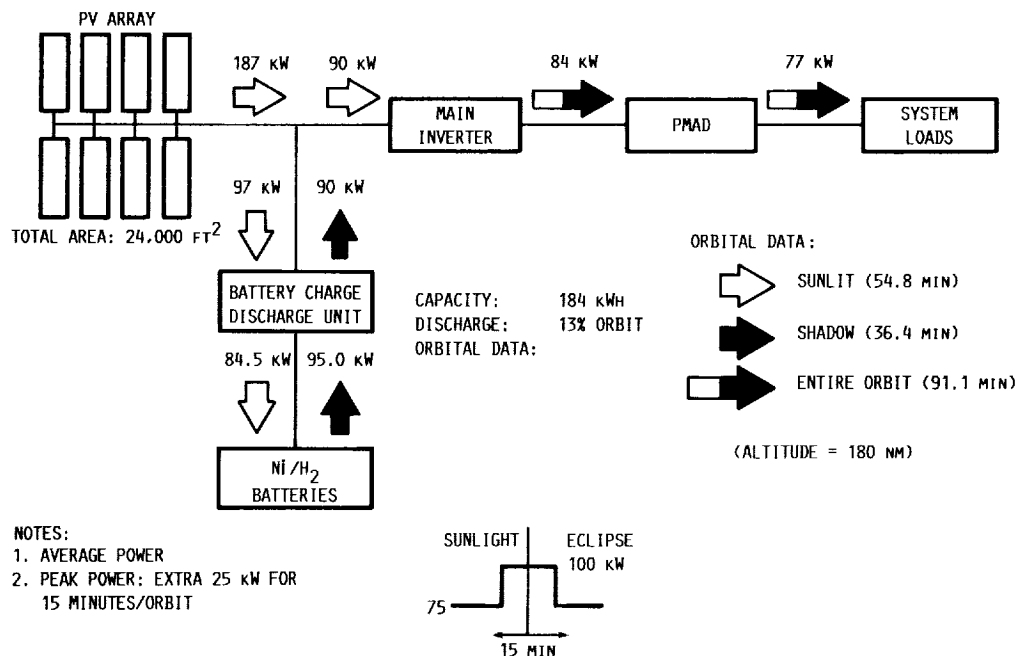 PV ARRAY
187 KW
90 KW
84 KW
77 KW
MAIN
INVERTER
PMAD
SYSTEM
LOADS
97 KW
90 KW
TOTAL AREA: 24,000 FT2
BATTERY CHARGE
DISCHARGE UNIT
84.5 KW
95.0 KW
Ni/H2
BATTERIES
CAPACITY: 184 KWH
DISCHARGE: 13% ORBIT
ORBITAL DATA:
ORBITAL DATA:
SUNLIT (54.8 MIN)
SHADOW (36.4 MIN)
ENTIRE ORBIT (91.1 MIN)
(ALTITUDE = 180 NM)
NOTES:
1. AVERAGE POWER
2. PEAK POWER: EXTRA 25 KW FOR
15 MINUTES/ORBIT
SUNLIGHT
ECLIPSE
100 KW
75
15 MIN